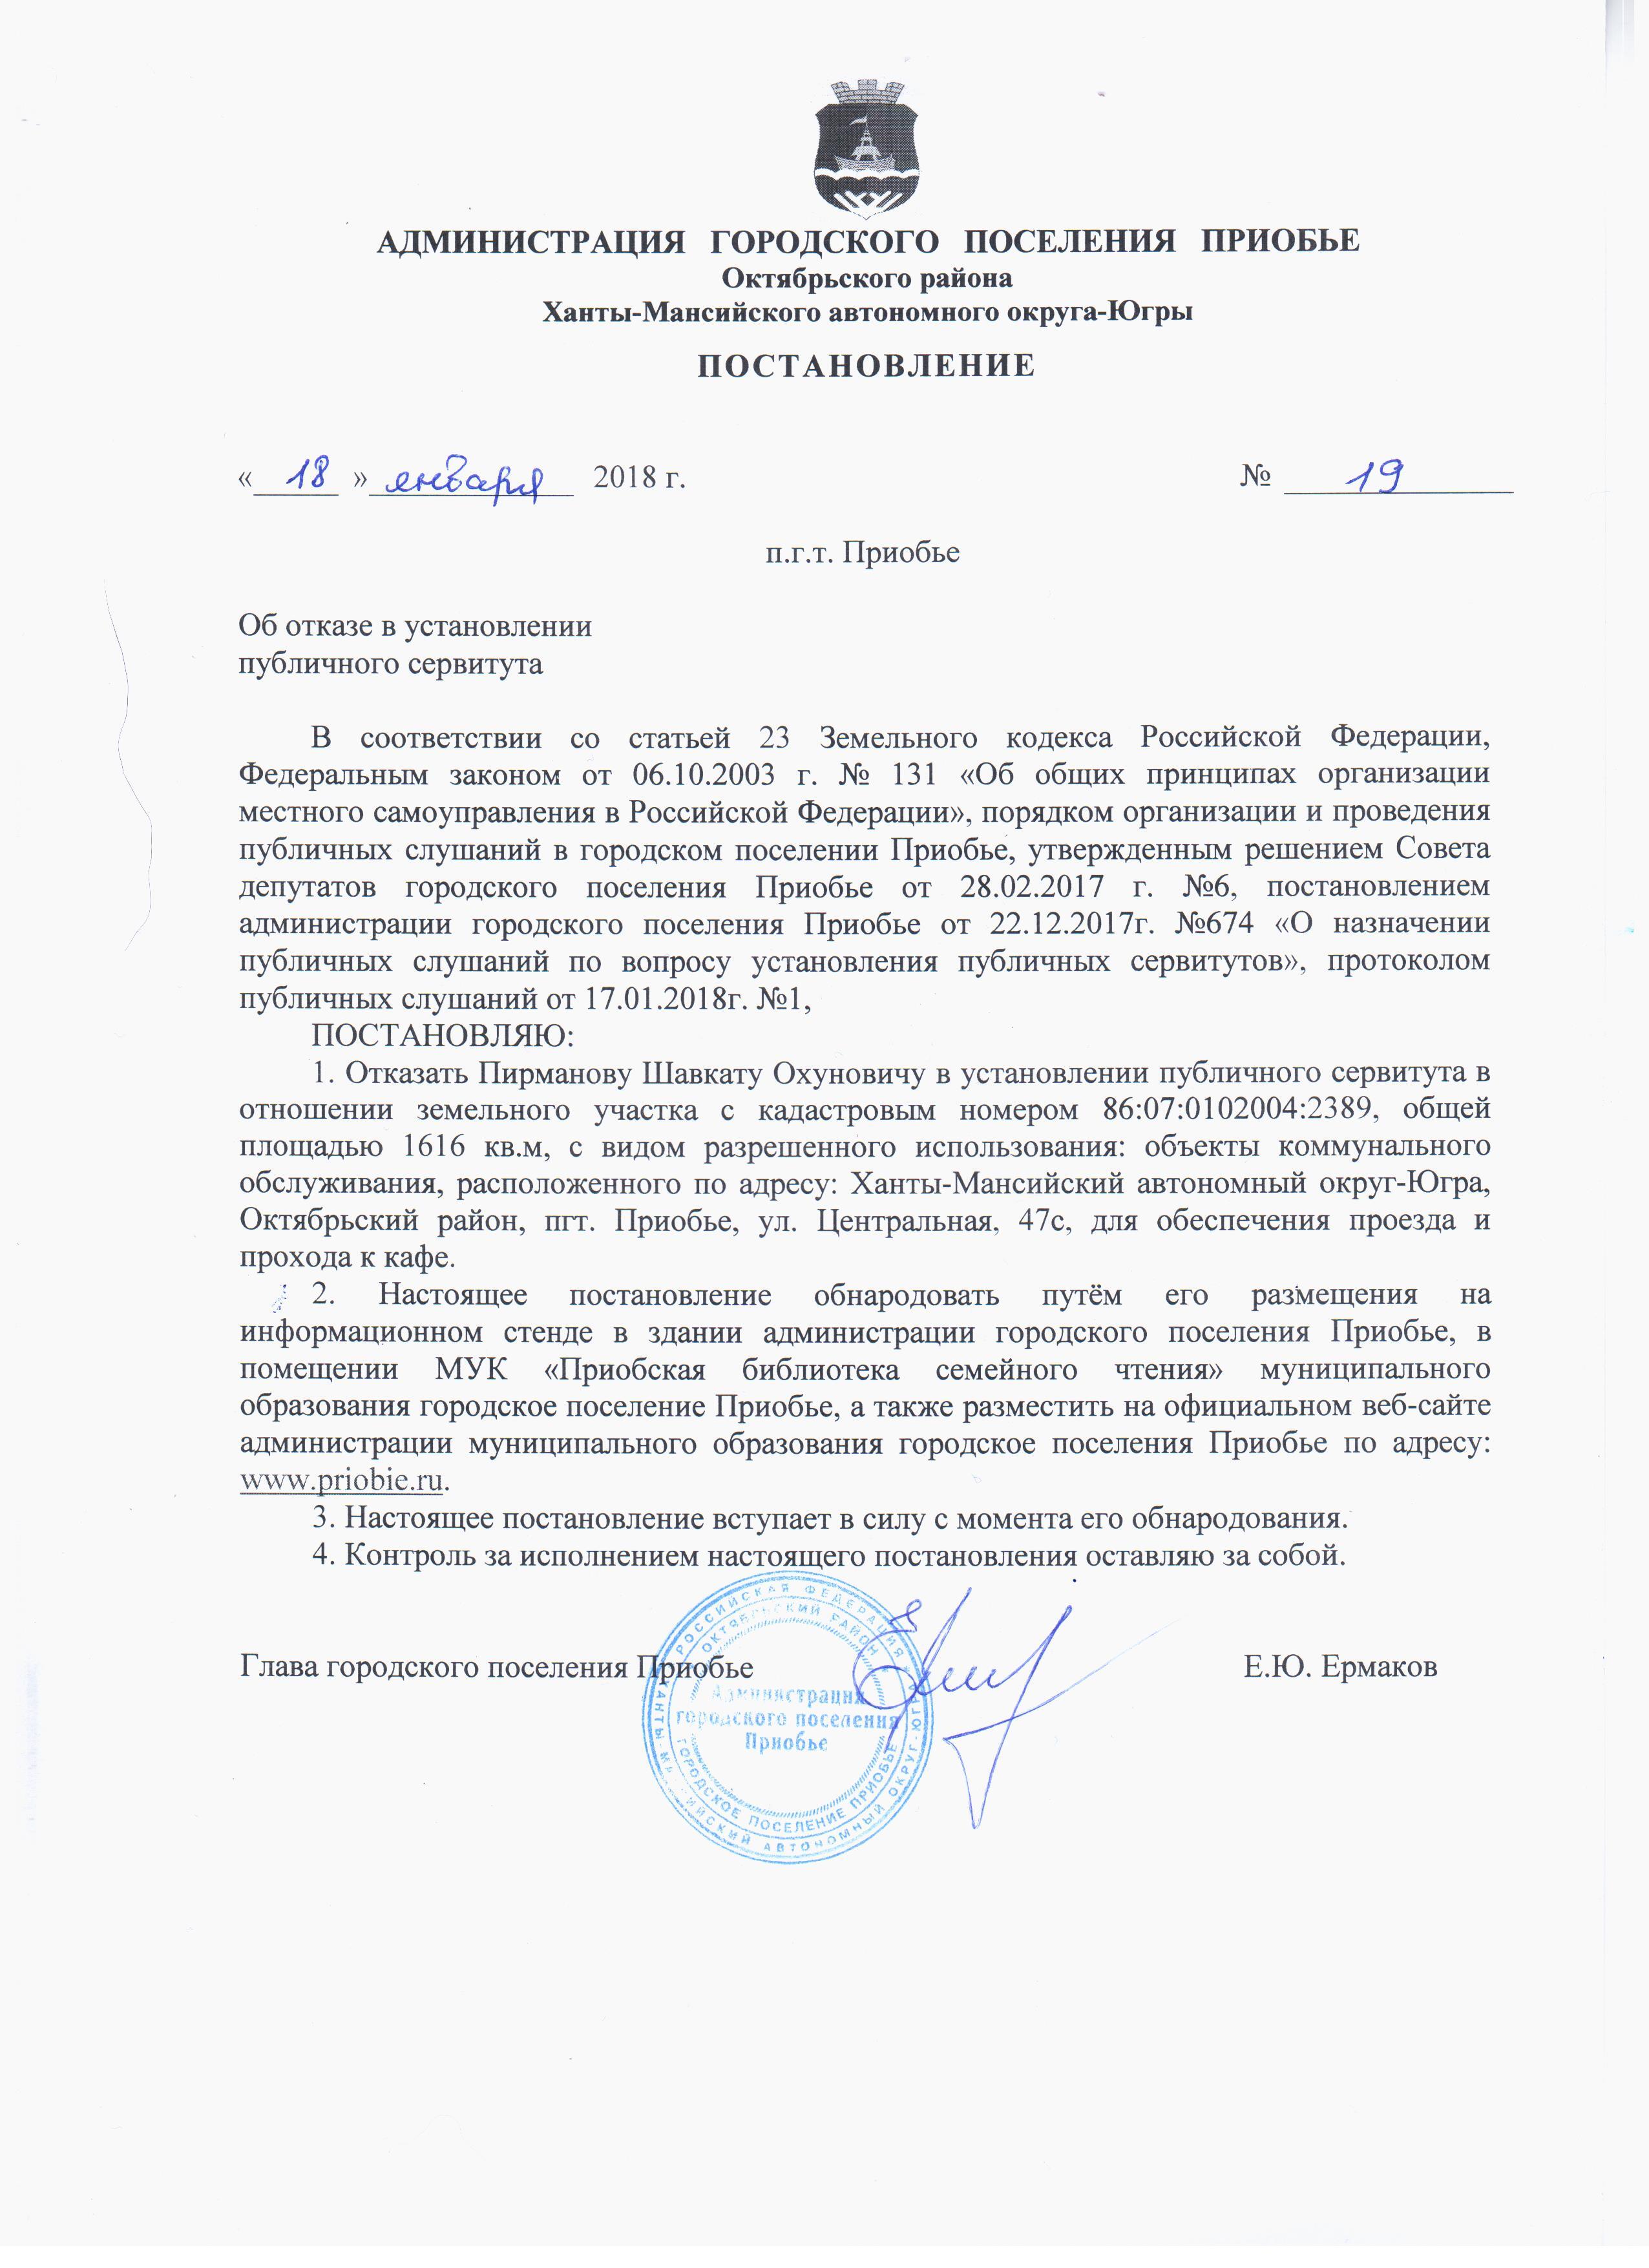 АДМИНИСТРАЦИЯ ГОРОДСКОГО ПОСЕЛЕНИЯ ПРИОБЬЕ
Октябрьского района
Ханты-Мансийского автономного округа-Югры
ПОСТАНОВЛЕНИЕ
« 18 » января 2018 г. № 19
п.г.т. Приобье
Об отказе в установлении
публичного сервитута
В соответствии со статьей 23 Земельного кодекса Российской Федерации,
Федеральным законом от 06.10.2003 г. № 131 «Об общих принципах организации
местного самоуправления в Российской Федерации», порядком организации и проведения
публичных слушаний в городском поселении Приобье, утвержденным решением Совета
депутатов городского поселения Приобье от 28.02.2017 г. №6, постановлением
администрации городского поселения Приобье от 22.12.2017г. №674 «О назначении
публичных слушаний по вопросу установления публичных сервитутов», протоколом
публичных слушаний от 17.01.2018г. №1,
ПОСТАНОВЛЯЮ:
1. Отказать Пирманову Шавкату Охуновичу в установлении публичного сервитута в
отношении земельного участка с кадастровым номером 86:07:0102004:2389, общей
площадью 1616 кв.м, с видом разрешенного использования: объекты коммунального
обслуживания, расположенного по адресу: Ханты-Мансийский автономный округ-Югра,
Октябрьский район, пгт. Приобье, ул. Центральная, 47с, для обеспечения проезда и
прохода к кафе.
2. Настоящее постановление обнародовать путём его размещения на
информационном стенде в здании администрации городского поселения Приобье, в
помещении МУК «Приобская библиотека семейного чтения» муниципального
образования городское поселение Приобье, а также разместить на официальном веб-сайте
администрации муниципального образования городское поселения Приобье по адресу:
www.priobie.ru.
3. Настоящее постановление вступает в силу с момента его обнародования.
4. Контроль за исполнением настоящего постановления оставляю за собой.
Глава городского поселения Приобье Е.Ю. Ермаков
РОССИЙСКАЯ ФЕДЕРАЦИЯ * ХАНТЫ-МАНСИЙСКИЙ АВТОНОМНЫЙ ОКРУГ-ЮГРА
ОКТЯБРЬСКИЙ РАЙОН * ГОРОДСКОЕ ПОСЕЛЕНИЕ ПРИОБЬЕ
Администрация
городского поселения
Приобье